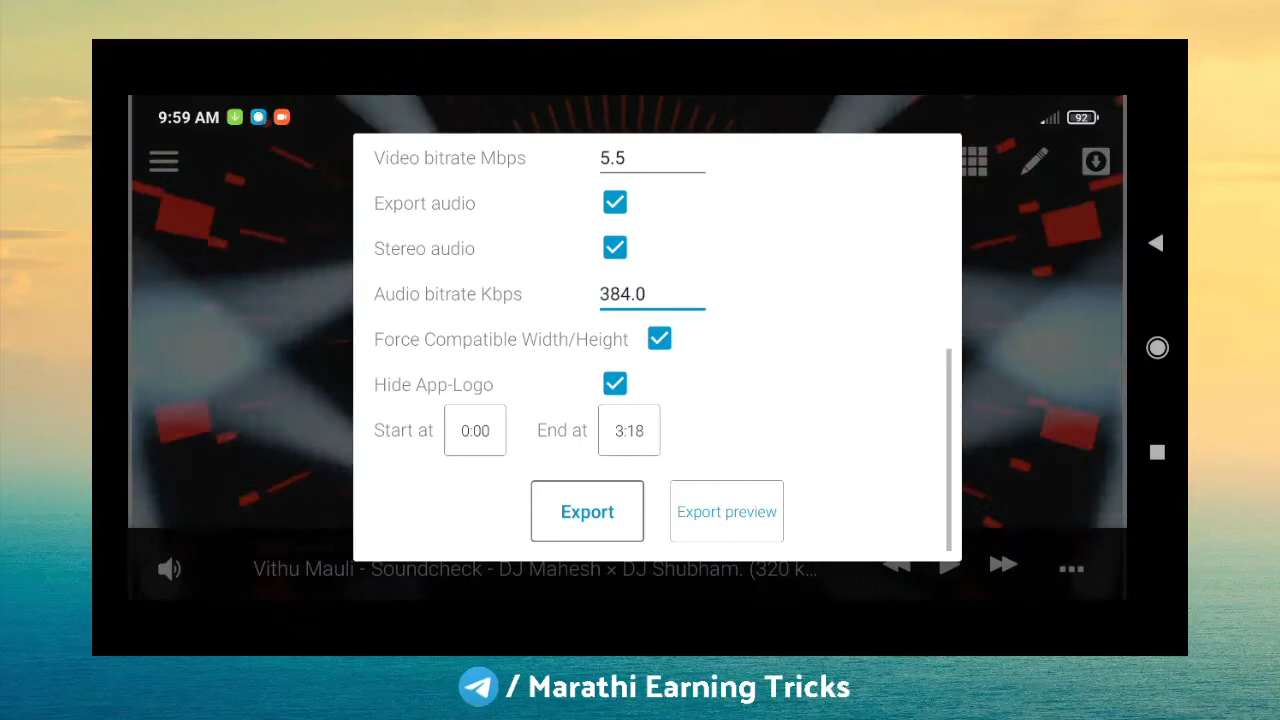 9:59 AM
92
Video bitrate Mbps 5.5
Export audio
Stereo audio
Audio bitrate Kbps 384.0
Force Compatible Width/Height
Hide App-Logo
Start at 0:00 End at 3:18
Export Export preview
Vithu Mauli - Soundcheck - DJ Mahesh × DJ Shubham. (320 k...
/ Marathi Earning Tricks